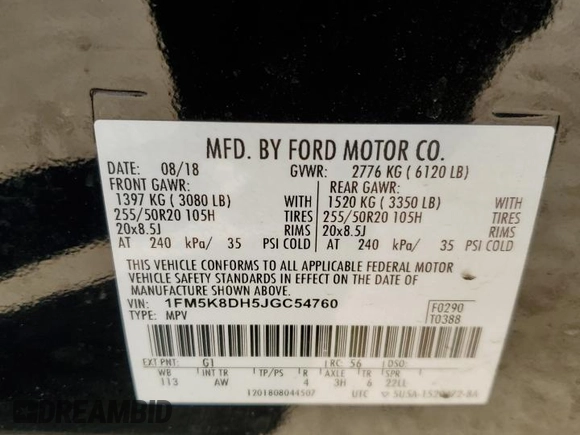 MFD. BY FORD MOTOR CO.
DATE: 08/18 GVWR: 2776 KG ( 6120 LB)
FRONT GAWR: REAR GAWR:
1397 KG ( 3080 LB) WITH 1520 KG ( 3350 LB) WITH
255/50R20 105H TIRES 255/50R20 105H TIRES
20x8.5J RIMS 20x8.5J RIMS
AT 240 kPa/ 35 PSI COLD AT 240 kPa/ 35 PSI COLD
THIS VEHICLE CONFORMS TO ALL APPLICABLE FEDERAL MOTOR
VEHICLE SAFETY STANDARDS IN EFFECT ON THE DATE OF
MANUFACTURE SHOWN ABOVE.
VIN: 1FM5K8DH5JGC54760 F0290
TYPE: MPV T0388
EXT PNT: G1 RC: 56 DSO:
WB INT TR TP/PS R AXLE TR SPR
113 AW 4 3H 6 22LL
1201808044507 UTC
DREAMBID